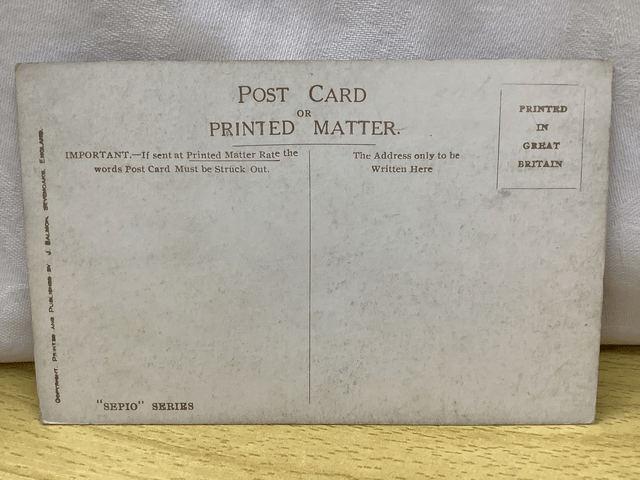 POST CARD
OR
PRINTED MATTER.
IMPORTANT.—If sent at Printed Matter Rate the
words Post Card Must be Struck Out.
The Address only to be
Written Here
PRINTED
IN
GREAT
BRITAIN
COPYRIGHT. PRINTED AND PUBLISHED BY J. SALMON, SEVENOAKS, ENGLAND.
"SEPIO" SERIES